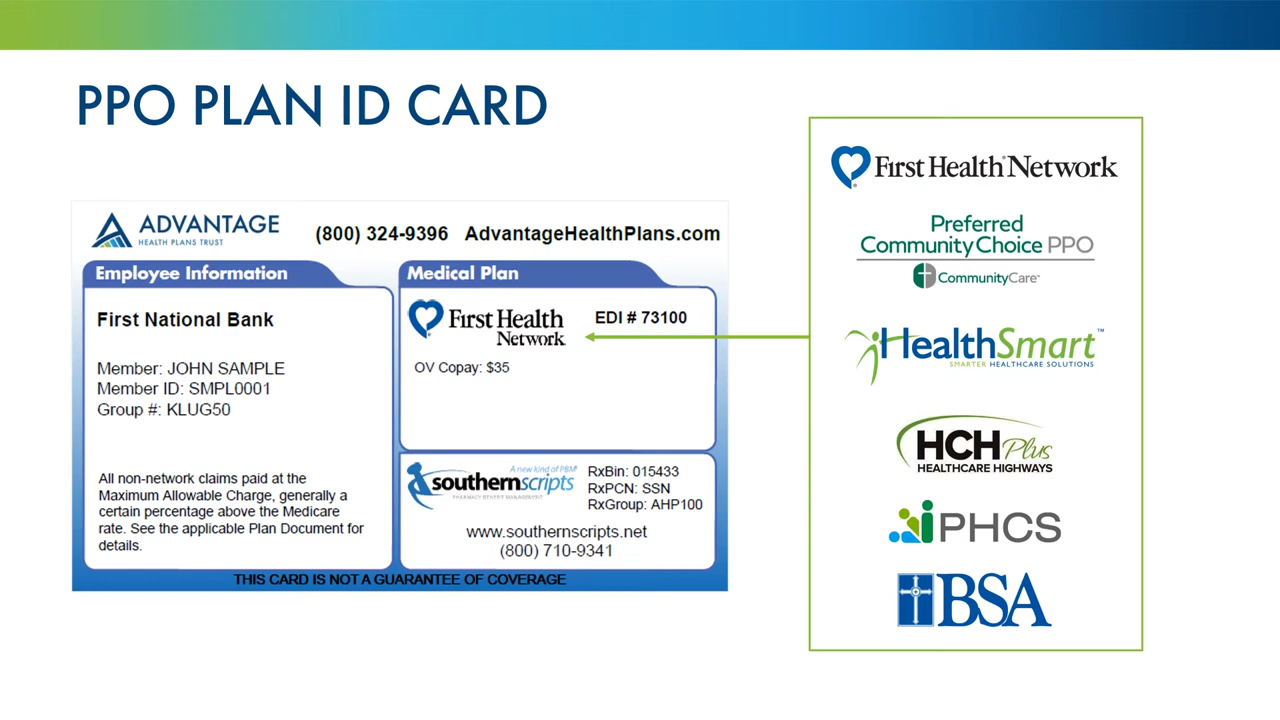 PPO PLAN ID CARD
ADVANTAGE
HEALTH PLANS TRUST
(800) 324-9396 AdvantageHealthPlans.com
Employee Information
First National Bank
Member: JOHN SAMPLE
Member ID: SMPL0001
Group #: KLUG50
All non-network claims paid at the
Maximum Allowable Charge, generally a
certain percentage above the Medicare
rate. See the applicable Plan Document for
details.
Medical Plan
First Health
Network
EDI # 73100
OV Copay: $35
A new kind of PBM
southernscripts
PHARMACY BENEFIT MANAGEMENT
RxBin: 015433
RxPCN: SSN
RxGroup: AHP100
www.southernscripts.net
(800) 710-9341
THIS CARD IS NOT A GUARANTEE OF COVERAGE
First Health Network
Preferred
CommunityChoice PPO
CommunityCare™
HealthSmart™
SMARTER HEALTHCARE SOLUTIONS
HCH Plus
HEALTHCARE HIGHWAYS
PHCS
BSA